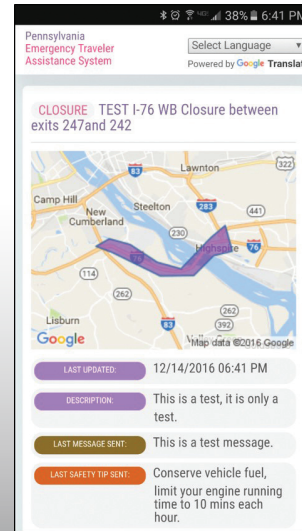 38% 6:41 PM
Pennsylvania
Emergency Traveler
Assistance System
Select Language
Powered by Google Translat
CLOSURE TEST I-76 WB Closure between
exits 247and 242
83
Lawnton
322
Camp Hill
Steelton
283
441
New
Cumberland
230
Highspire
76
76
114
262
262
392
Lisburn
83
Google
Map data ©2016 Google
LAST UPDATED:
12/14/2016 06:41 PM
DESCRIPTION:
This is a test, it is only a
test.
LAST MESSAGE SENT:
This is a test message.
LAST SAFETY TIP SENT:
Conserve vehicle fuel,
limit your engine running
time to 10 mins each
hour.